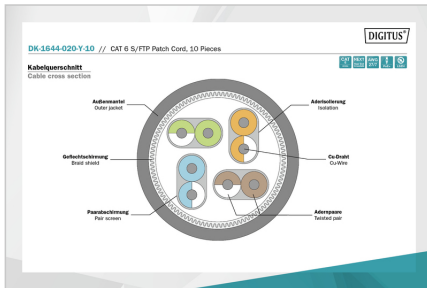 DIGITUS®
DK-1644-020-Y-10 // CAT 6 S/FTP Patch Cord, 10 Pieces
Kabelquerschnitt
Cable cross section
Außenmantel
Outer jacket
Aderisolierung
Isolation
Geflechtschirmung
Braid shield
Cu-Draht
Cu-Wire
Paarabschirmung
Pair screen
Adernpaare
Twisted pair